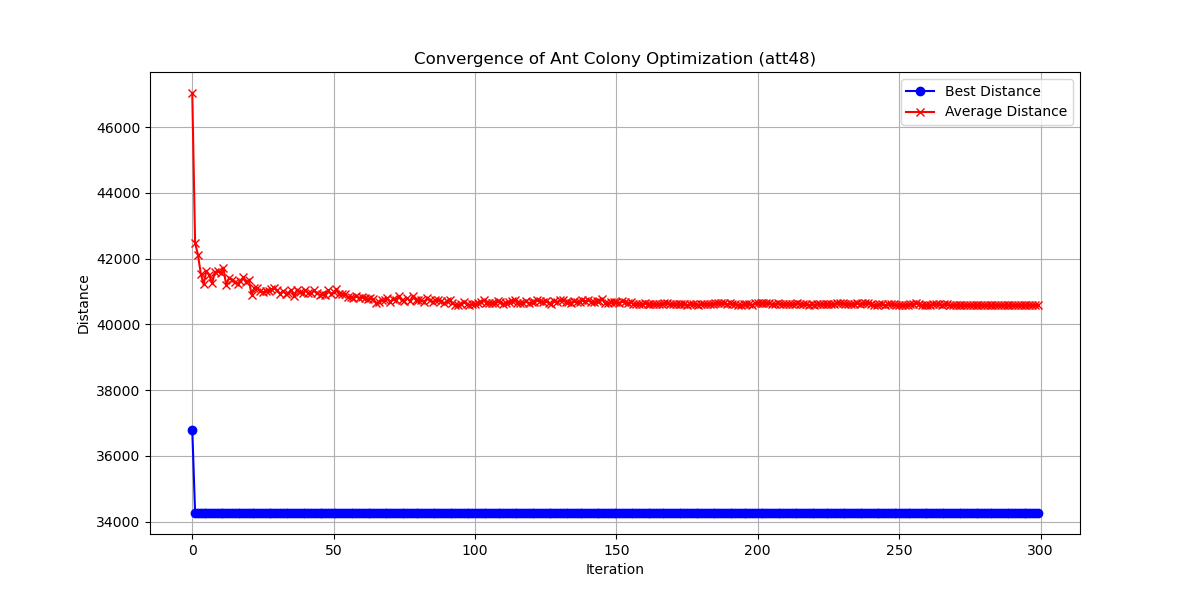 Convergence of Ant Colony Optimization (att48)
Best Distance
Average Distance
46000
44000
42000
40000
38000
36000
34000
Distance
0 50 100 150 200 250 300
Iteration